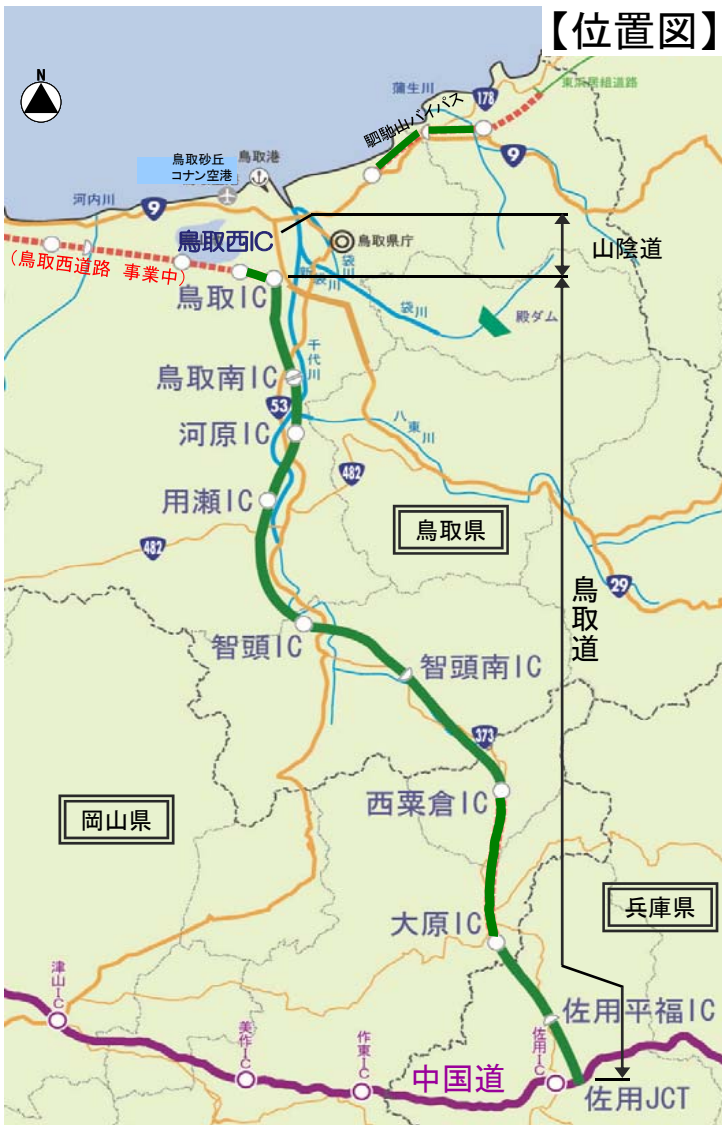 【位置図】
N
蒲生川
178
東浜居組道路
駟馳山バイパス
9
鳥取砂丘
コナン空港
鳥取港
河内川
9
鳥取西IC
鳥取県庁
山陰道
(鳥取西道路 事業中)
新袋川
袋川
鳥取IC
袋川
殿ダム
千代川
鳥取南IC
53
河原IC
八東川
482
用瀬IC
鳥取県
482
29
鳥取道
智頭IC
智頭南IC
373
西粟倉IC
岡山県
兵庫県
大原IC
津山IC
佐用平福IC
美作IC
作東IC
佐用IC
中国道
佐用JCT